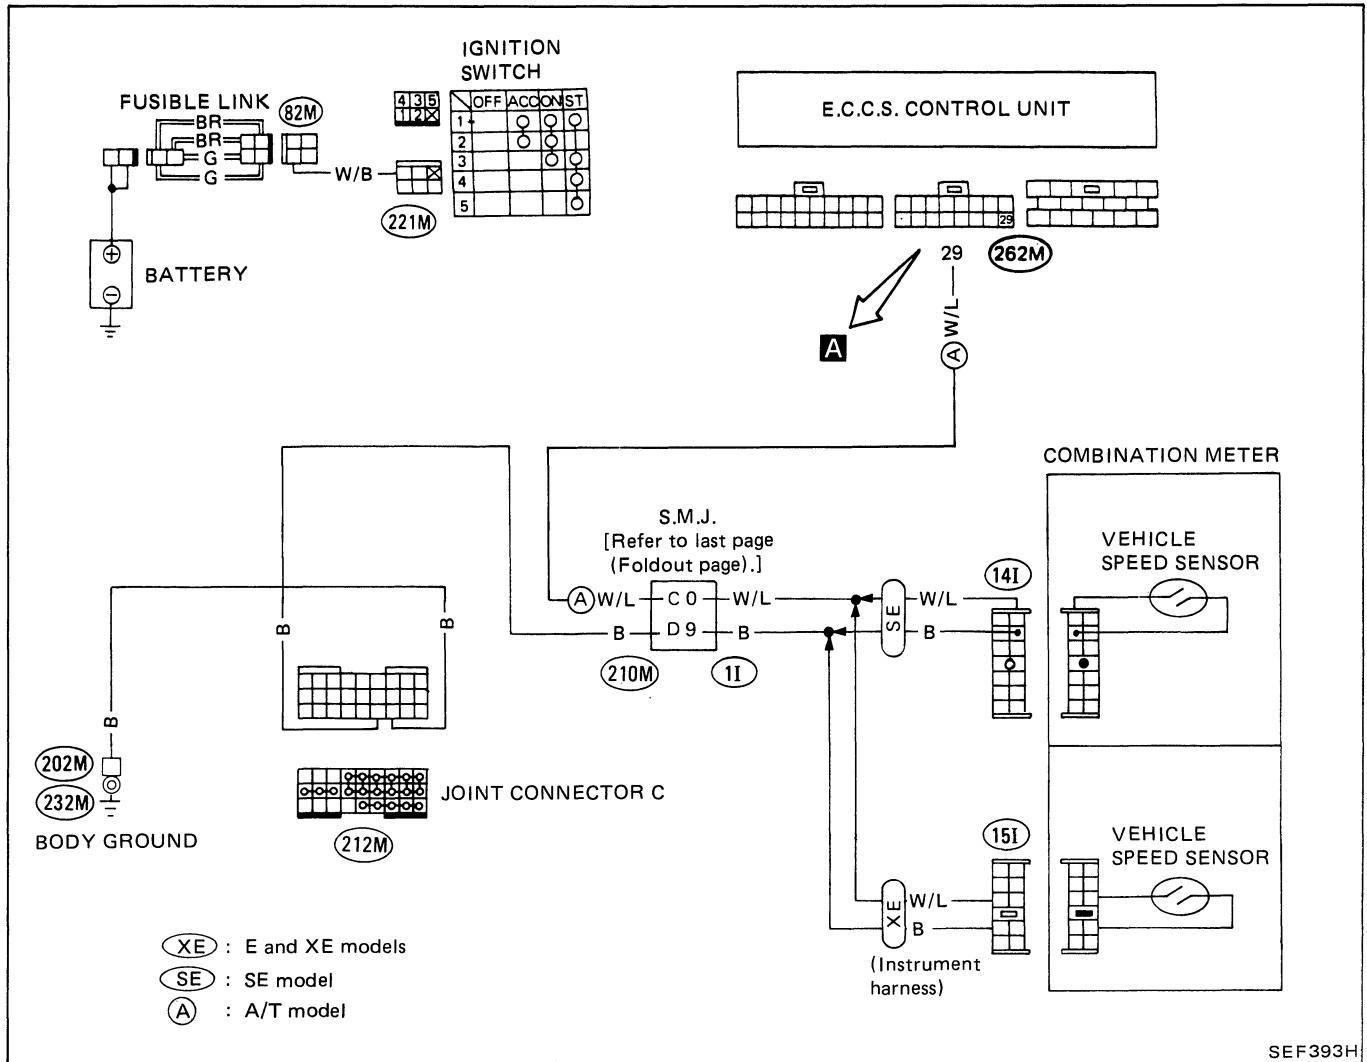 IGNITION
SWITCH
FUSIBLE LINK
82M
BR
BR
G
G
W/B
4 3 5
1 2
OFF ACC ON ST
1
2
3
4
5
221M
BATTERY
E.C.C.S. CONTROL UNIT
29
29
262M
W/L
A
A
COMBINATION METER
S.M.J.
[Refer to last page
(Foldout page).]
VEHICLE
SPEED SENSOR
14I
A W/L C 0 W/L SE W/L
B D9 B B
210M
1I
B
B
B
202M
232M
BODY GROUND
JOINT CONNECTOR C
212M
15I
VEHICLE
SPEED SENSOR
XE W/L
B
(Instrument
harness)
XE : E and XE models
SE : SE model
A : A/T model
SEF393H